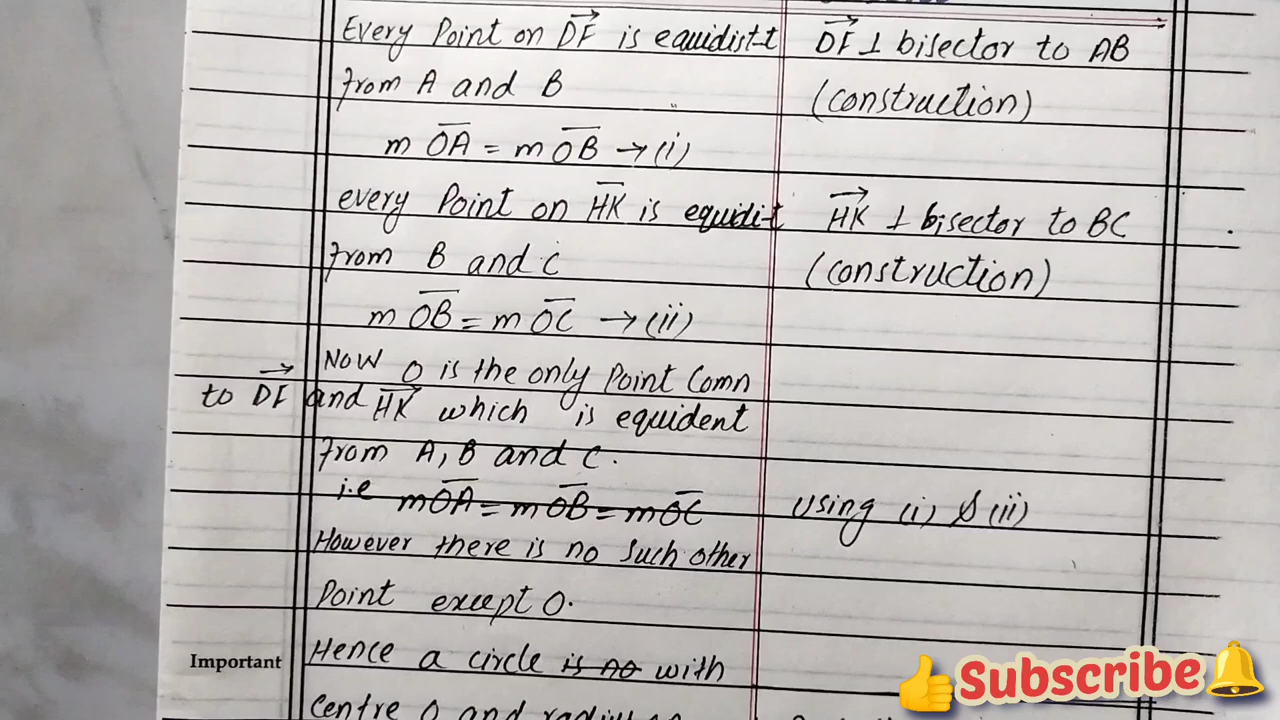 Every Point on DF is equidist-t DF ⊥ bisector to AB
from A and B (construction)
m OA = m OB → (i)
every Point on HK is equidi-t HK ⊥ bisector to BC
from B and C (construction)
m OB = m OC → (ii)
Now O is the only Point Comn
to DF and HK which is equident
from A, B and C.
i.e mOA = mOB = mOC using (i) & (ii)
However there is no such other
Point except O.
Important Hence a circle is no with
Centre O and
Subscribe